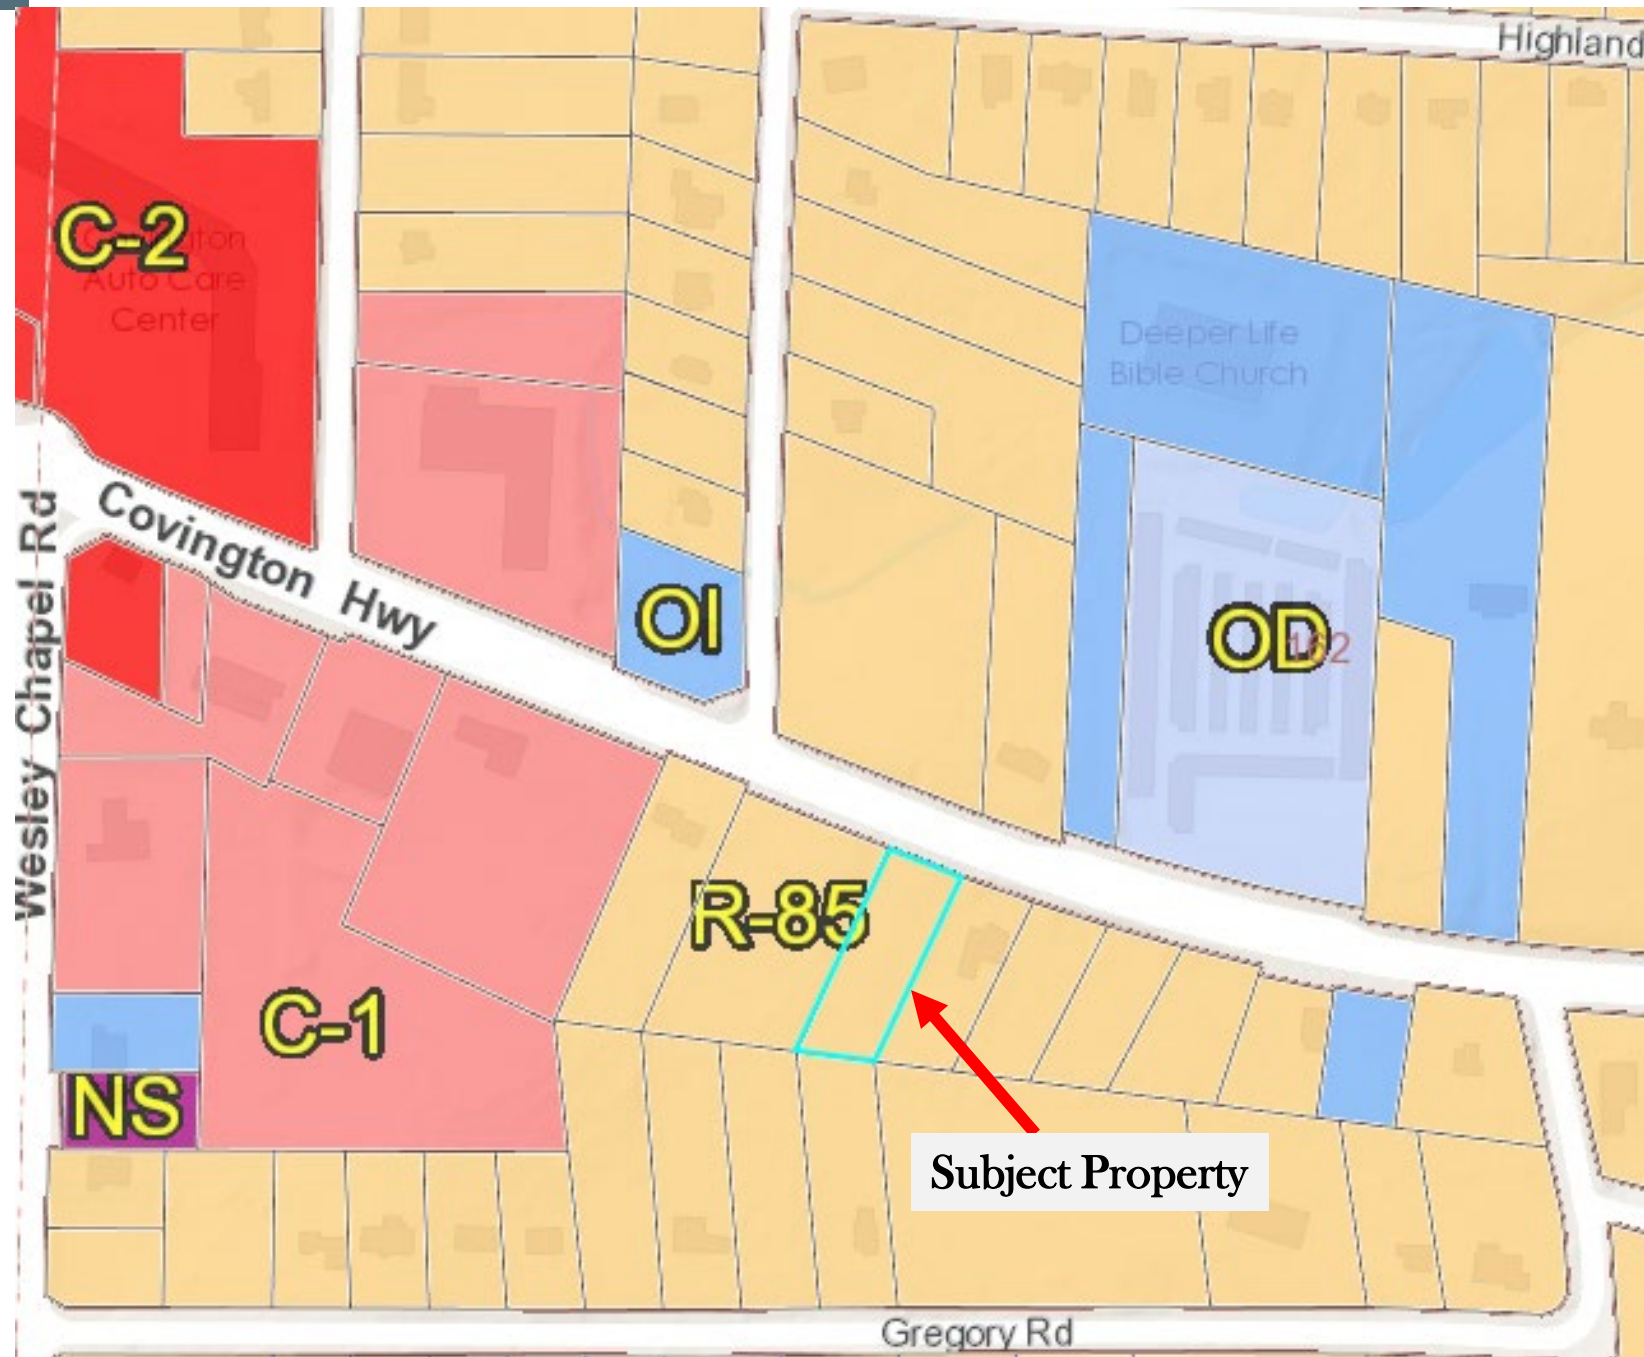 Highland
C-2
Auto Care
Center
Deeper Life
Bible Church
Covington Hwy
Wesley Chapel Rd
OI
OD
162
R-85
C-1
NS
Subject Property
Gregory Rd